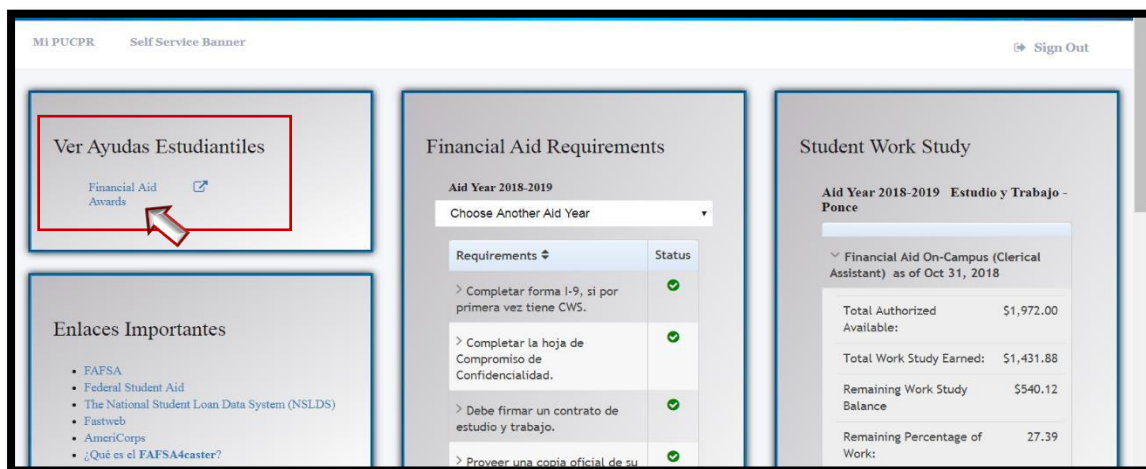 Mi PUCPR Self Service Banner Sign Out
Ver Ayudas Estudiantiles
Financial Aid
Awards
Enlaces Importantes
FAFSA
Federal Student Aid
The National Student Loan Data System (NSLDS)
Fastweb
AmeriCorps
¿Qué es el FAFSA4caster?
Financial Aid Requirements
Aid Year 2018-2019
Choose Another Aid Year
Requirements Status
Completar forma I-9, si por
primera vez tiene CWS.
Completar la hoja de
Compromiso de
Confidencialidad.
Debe firmar un contrato de
estudio y trabajo.
Proveer una copia oficial de su
Student Work Study
Aid Year 2018-2019 Estudio y Trabajo -
Ponce
Financial Aid On-Campus (Clerical
Assistant) as of Oct 31, 2018
Total Authorized $1,972.00
Available:
Total Work Study Earned: $1,431.88
Remaining Work Study $540.12
Balance
Remaining Percentage of 27.39
Work: